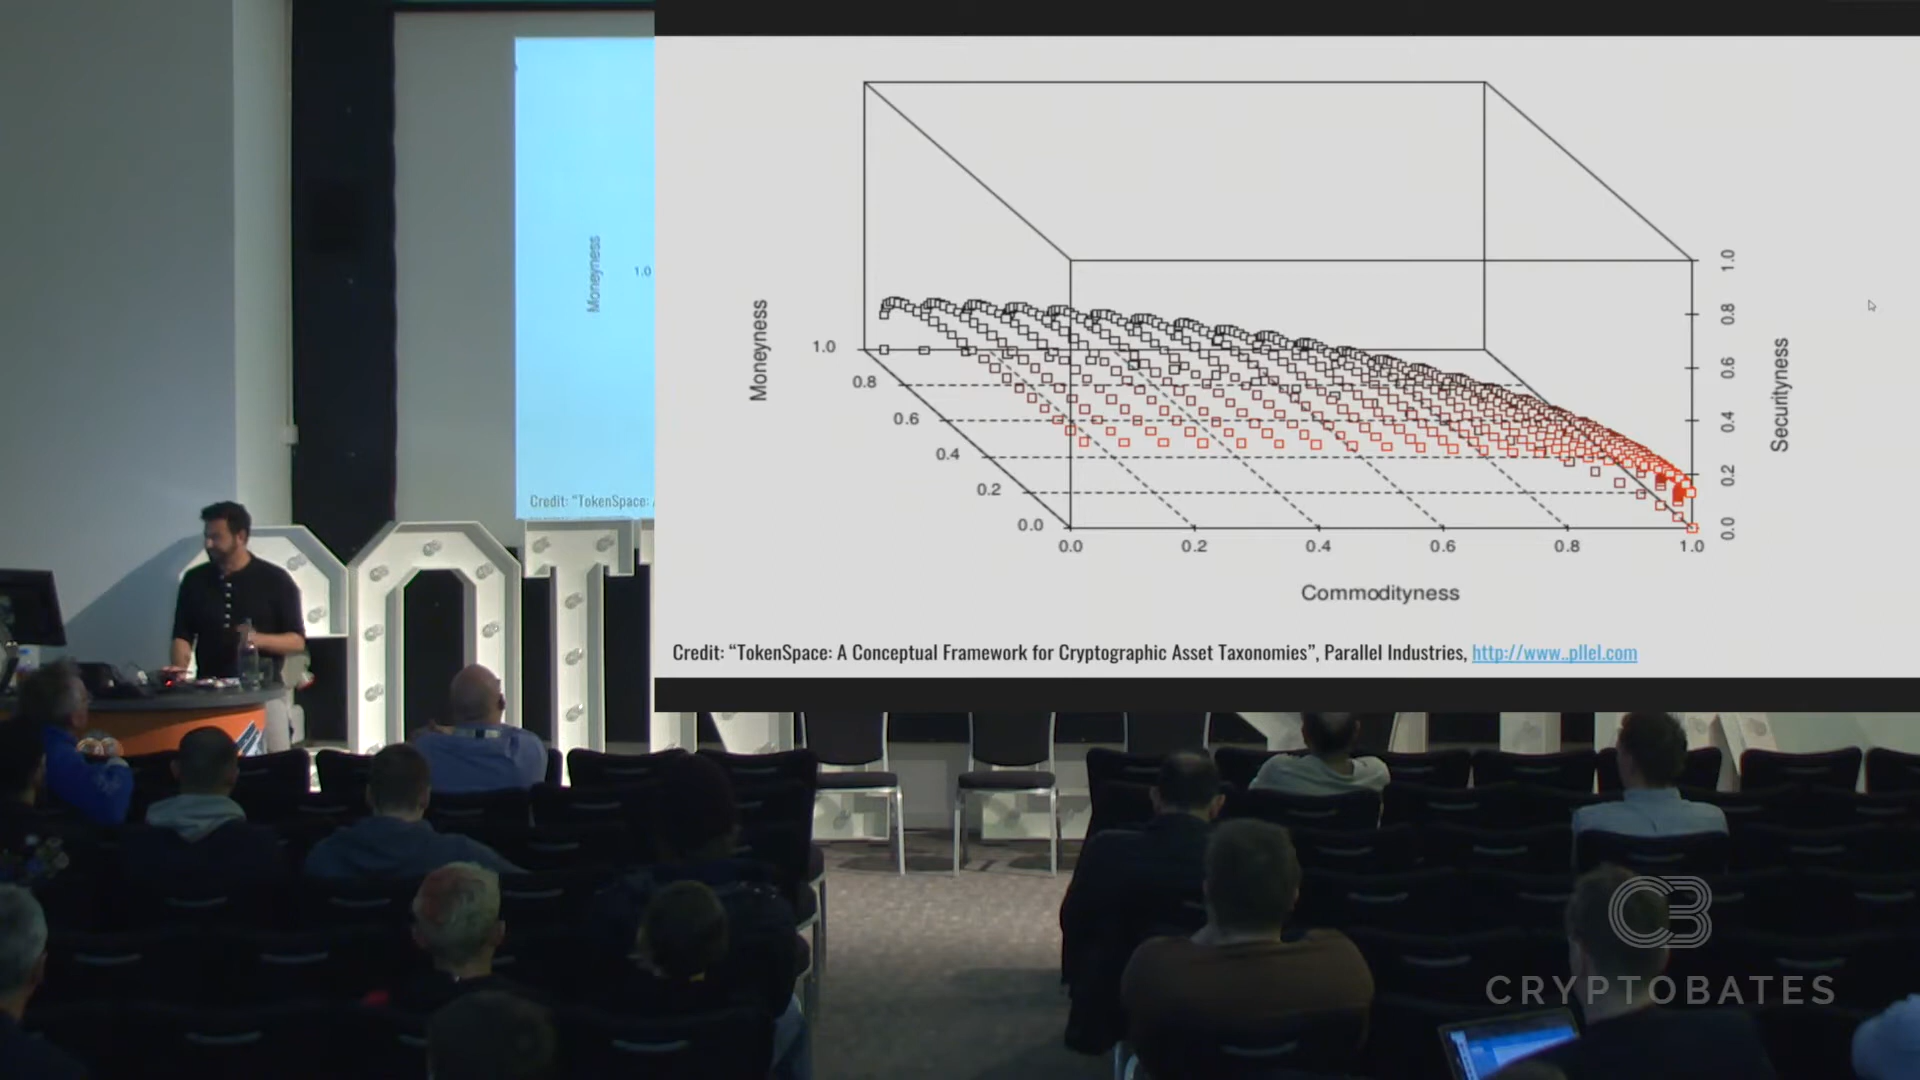 Moneyness
1.0
Credit: "TokenSpace:
Moneyness
1.0
0.8
0.6
0.4
0.2
0.0
0.0
0.2
0.4
0.6
0.8
1.0
Commodityness
1.0
0.8
0.6
0.4
0.2
0.0
Securityness
Credit: “TokenSpace: A Conceptual Framework for Cryptographic Asset Taxonomies”, Parallel Industries, http://www..pllel.com
CB
CRYPTOBATES